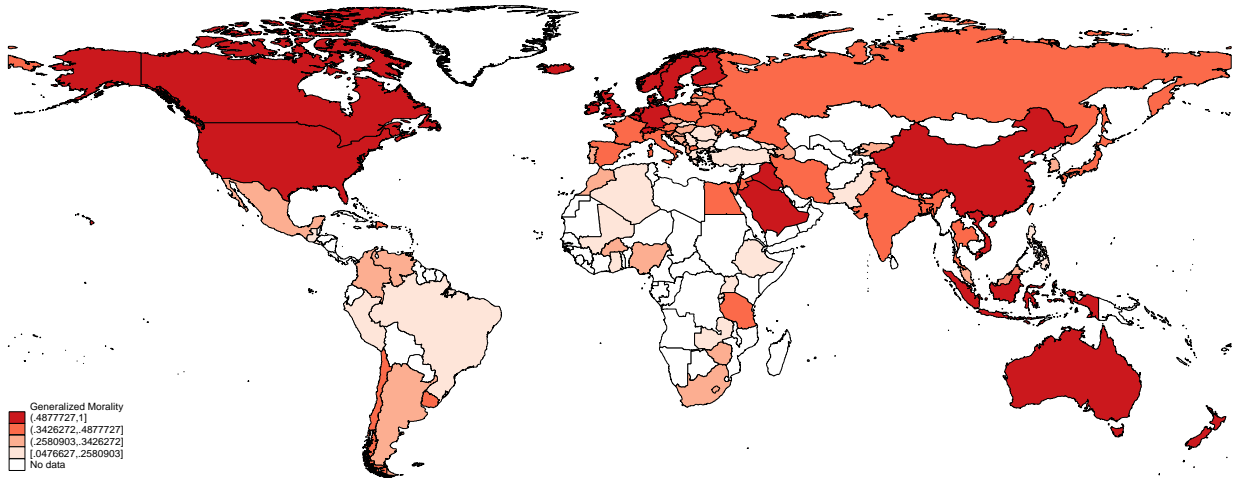 Generalized Morality
(.4877727,1]
(.3426272,.4877727]
(.2580903,.3426272]
[.0476627,.2580903]
No data